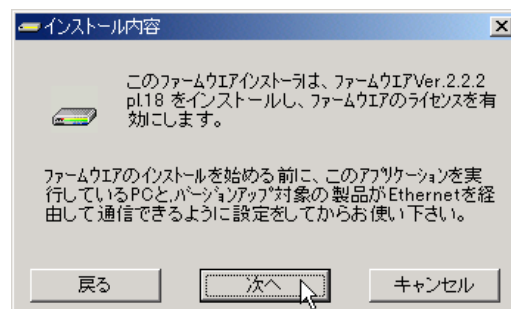 インストール内容
このファームウエアインストーラは、ファームウエアVer.2.2.2
pl.18 をインストールし、ファームウエアのライセンスを有
効にします。
ファームウエアのインストールを始める前に、このアプリケーションを実
行しているPCと,バージョンアップ対象の製品がEthernetを経
由して通信できるように設定をしてからお使い下さい。
戻る
次へ
キャンセル